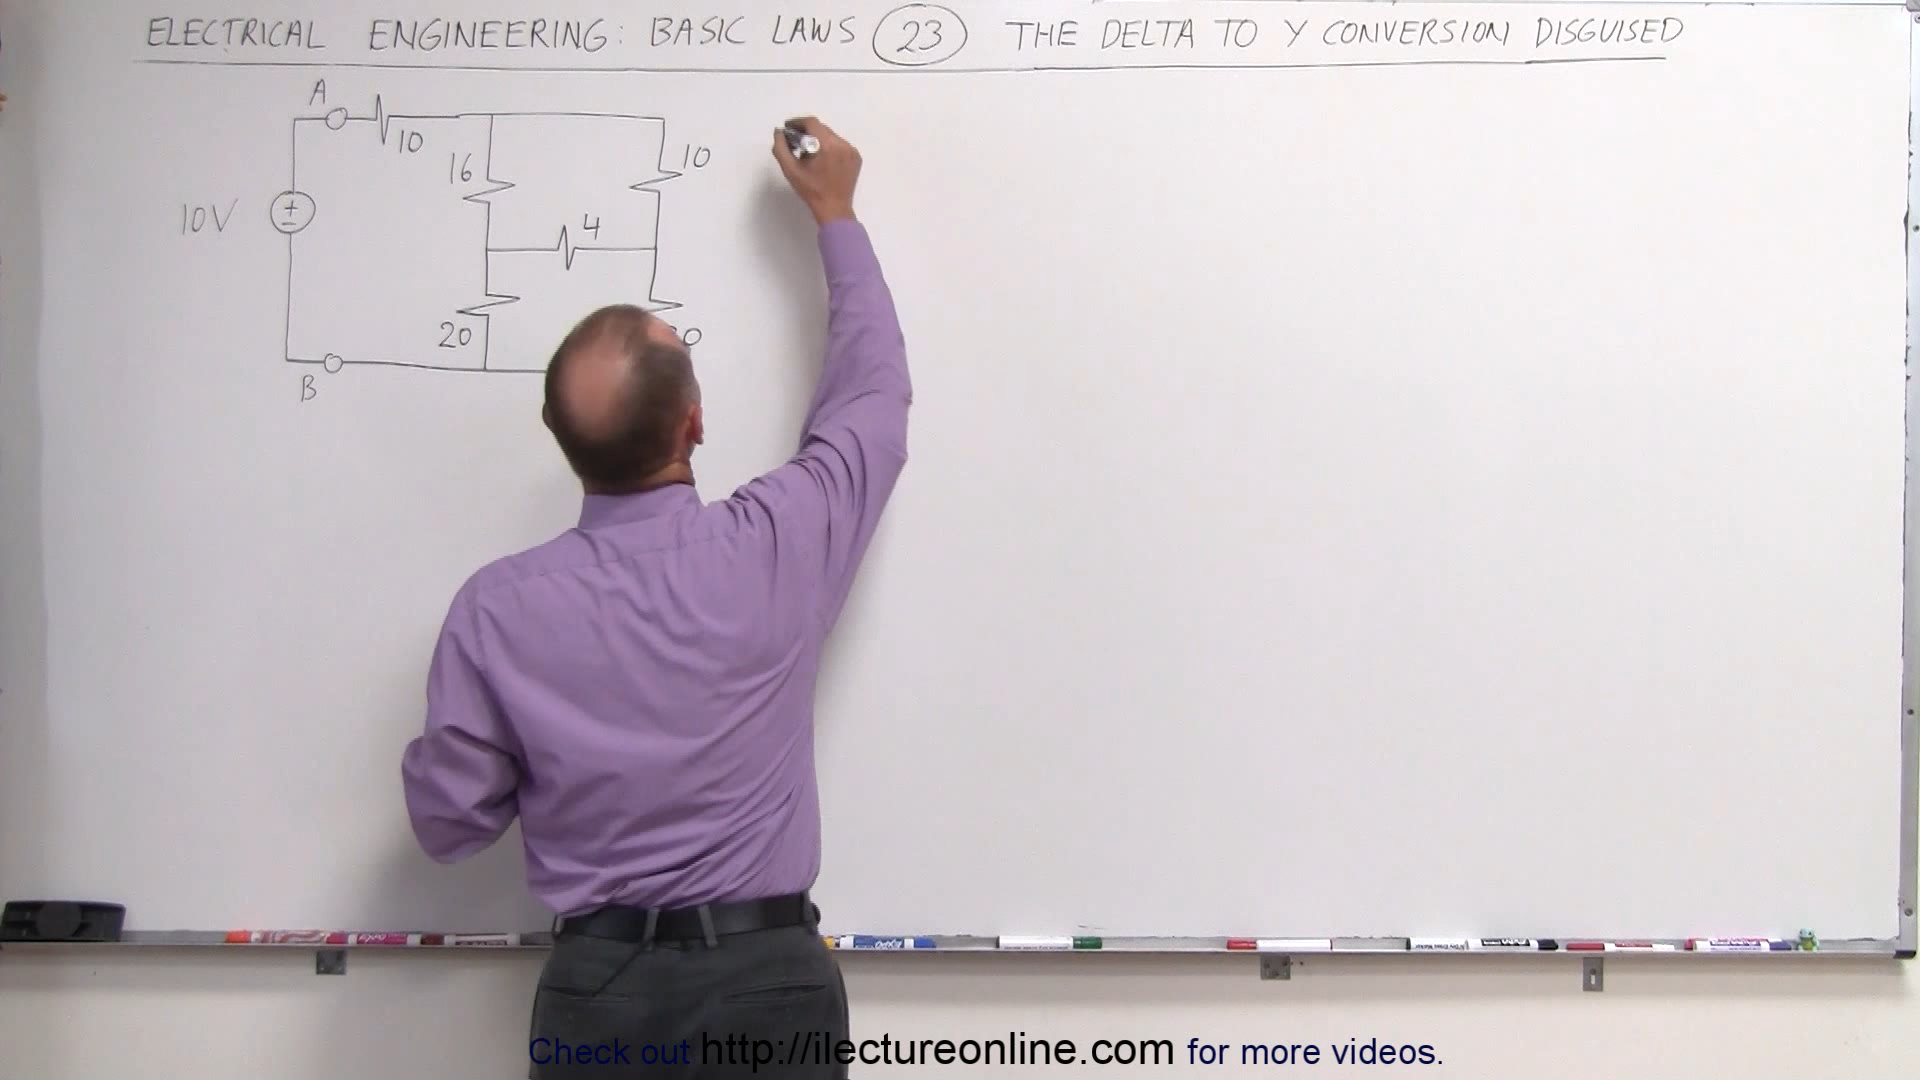 ELECTRICAL ENGINEERING: BASIC LAWS 23 THE DELTA TO Y CONVERSION DISGUISED
A
10
16
10
10V
+
−
4
20
B
Check out http://ilectureonline.com for more videos.